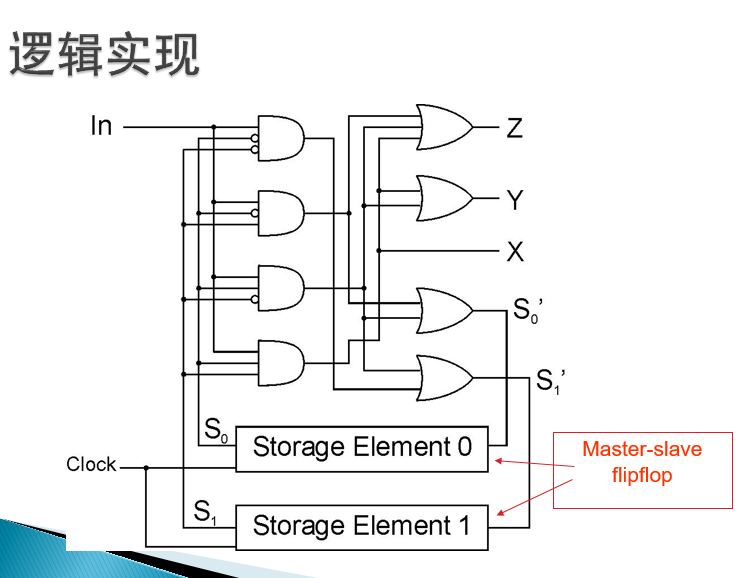 逻辑实现
In
Z
Y
X
S₀’
S₁’
S₀
Storage Element 0
Clock
Master-slave
flipflop
S₁
Storage Element 1